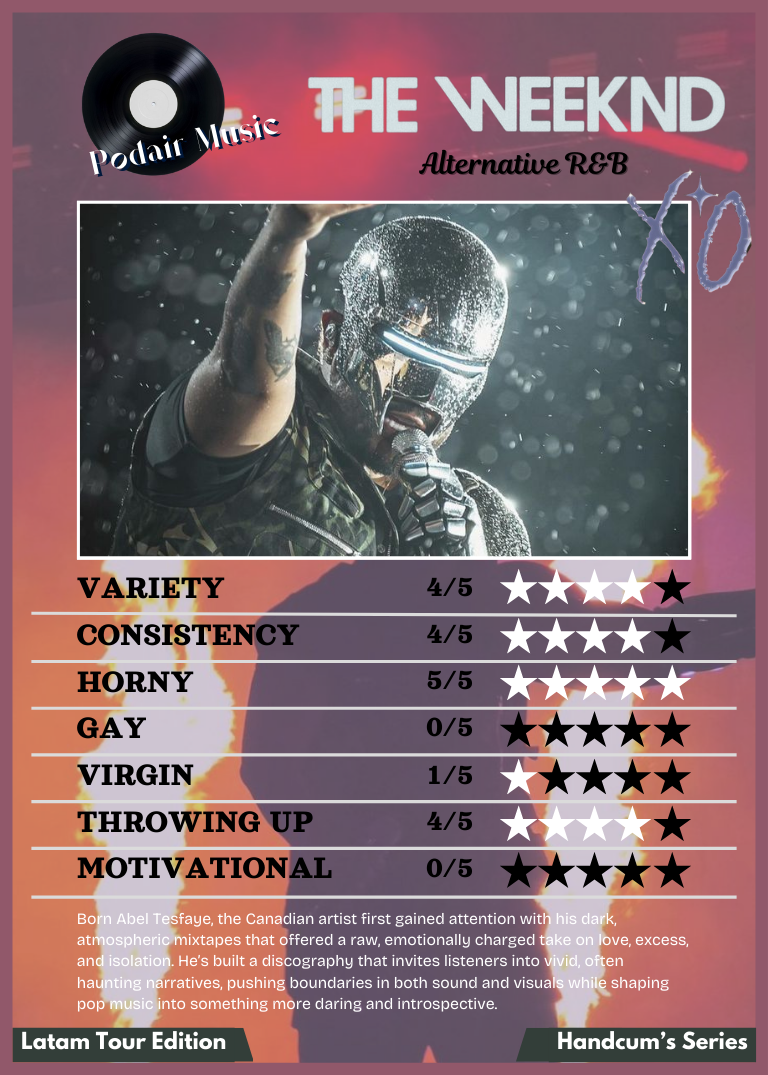 Podair Music
THE WEEKND
Alternative R&B
XO
VARIETY 4/5
CONSISTENCY 4/5
HORNY 5/5
GAY 0/5
VIRGIN 1/5
THROWING UP 4/5
MOTIVATIONAL 0/5
Born Abel Tesfaye, the Canadian artist first gained attention with his dark,
atmospheric mixtapes that offered a raw, emotionally charged take on love, excess,
and isolation. He's built a discography that invites listeners into vivid, often
haunting narratives, pushing boundaries in both sound and visuals while shaping
pop music into something more daring and introspective.
Latam Tour Edition
Handcum's Series